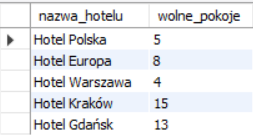 nazwa_hotelu wolne_pokoje
Hotel Polska 5
Hotel Europa 8
Hotel Warszawa 4
Hotel Kraków 15
Hotel Gdańsk 13